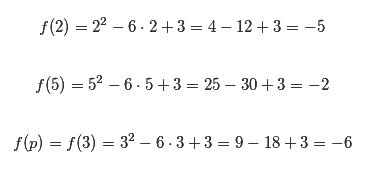 f(2) = 2² − 6 · 2 + 3 = 4 − 12 + 3 = −5
f(5) = 5² − 6 · 5 + 3 = 25 − 30 + 3 = −2
f(p) = f(3) = 3² − 6 · 3 + 3 = 9 − 18 + 3 = −6